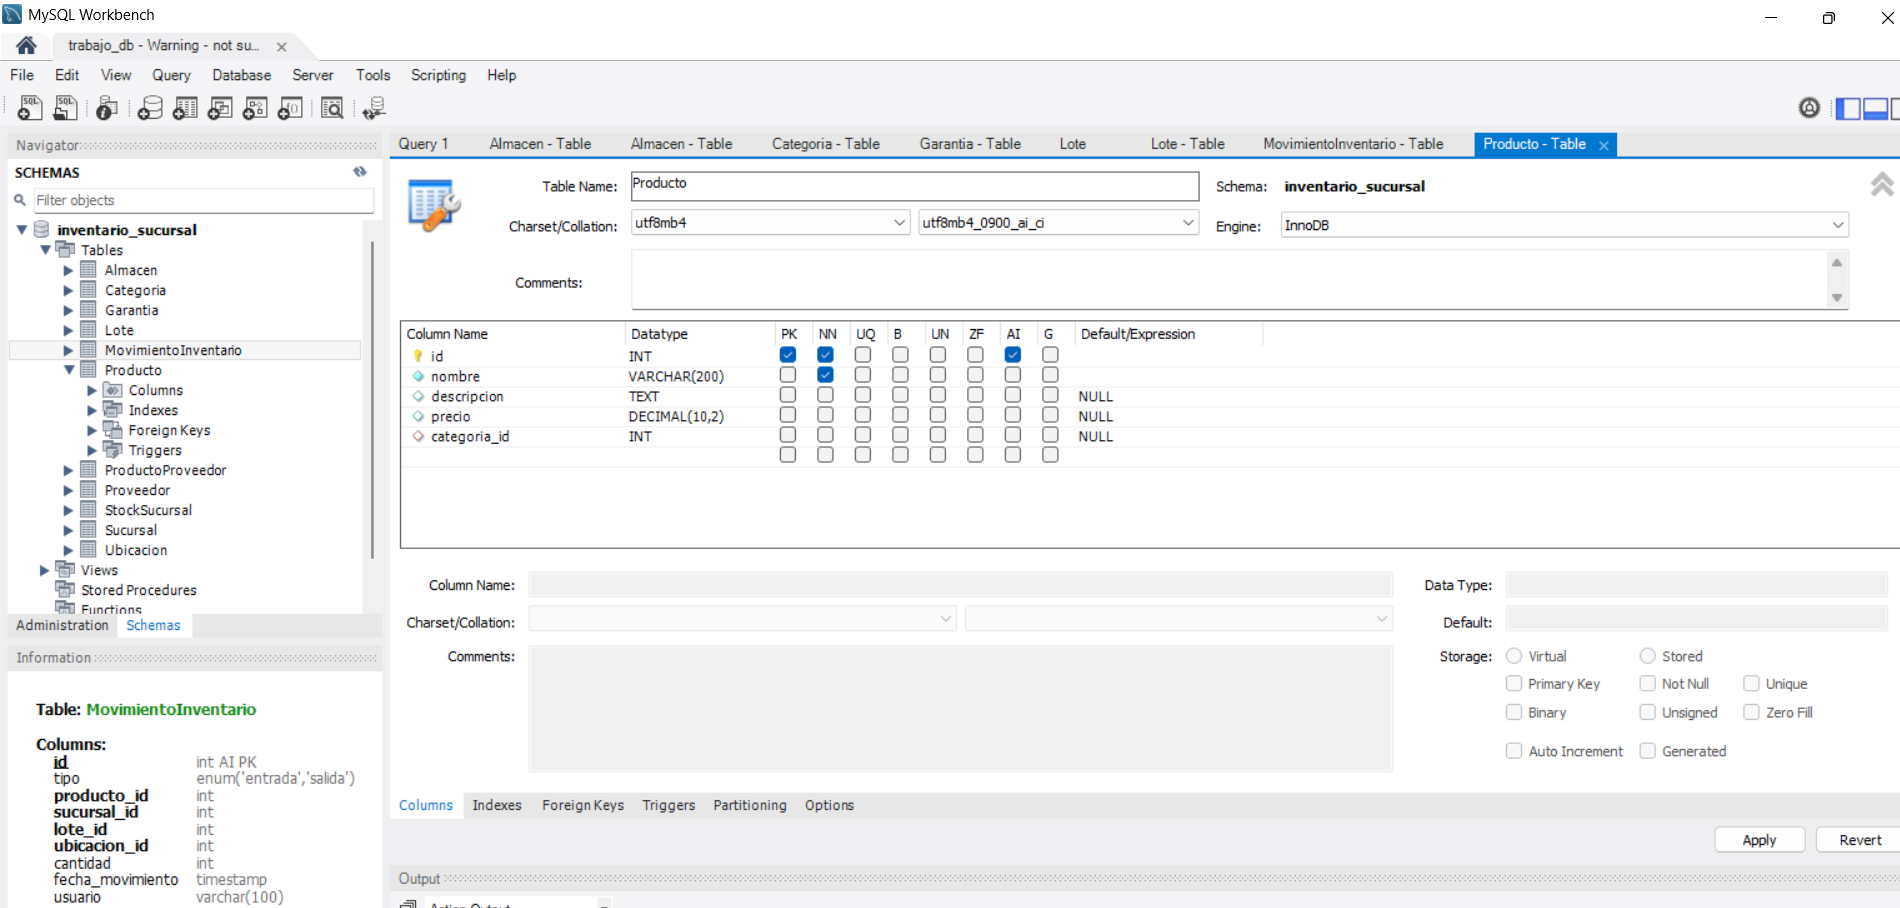 MySQL Workbench
trabajo_db - Warning - not su...
File Edit View Query Database Server Tools Scripting Help
Navigator
SCHEMAS
Filter objects
inventario_sucursal
Tables
Almacen
Categoria
Garantia
Lote
MovimientoInventario
Producto
Columns
Indexes
Foreign Keys
Triggers
ProductoProveedor
Proveedor
StockSucursal
Sucursal
Ubicacion
Views
Stored Procedures
Functions
Administration Schemas
Information
Table: MovimientoInventario
Columns:
id int AI PK
tipo enum('entrada','salida')
producto_id int
sucursal_id int
lote_id int
ubicacion_id int
cantidad int
fecha_movimiento timestamp
usuario varchar(100)
Query 1 Almacen - Table Almacen - Table Categoria - Table Garantia - Table Lote Lote - Table MovimientoInventario - Table Producto - Table
Table Name: Producto Schema: inventario_sucursal
Charset/Collation: utf8mb4 utf8mb4_0900_ai_ci Engine: InnoDB
Comments:
Column Name Datatype PK NN UQ B UN ZF AI G Default/Expression
id INT
nombre VARCHAR(200)
descripcion TEXT NULL
precio DECIMAL(10,2) NULL
categoria_id INT NULL
Column Name: Data Type:
Charset/Collation: Default:
Comments: Storage: Virtual Stored
Primary Key Not Null Unique
Binary Unsigned Zero Fill
Auto Increment Generated
Columns Indexes Foreign Keys Triggers Partitioning Options
Apply Revert
Output
Action Output